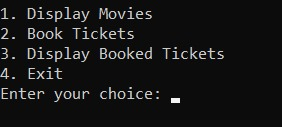 1. Display Movies
2. Book Tickets
3. Display Booked Tickets
4. Exit
Enter your choice: